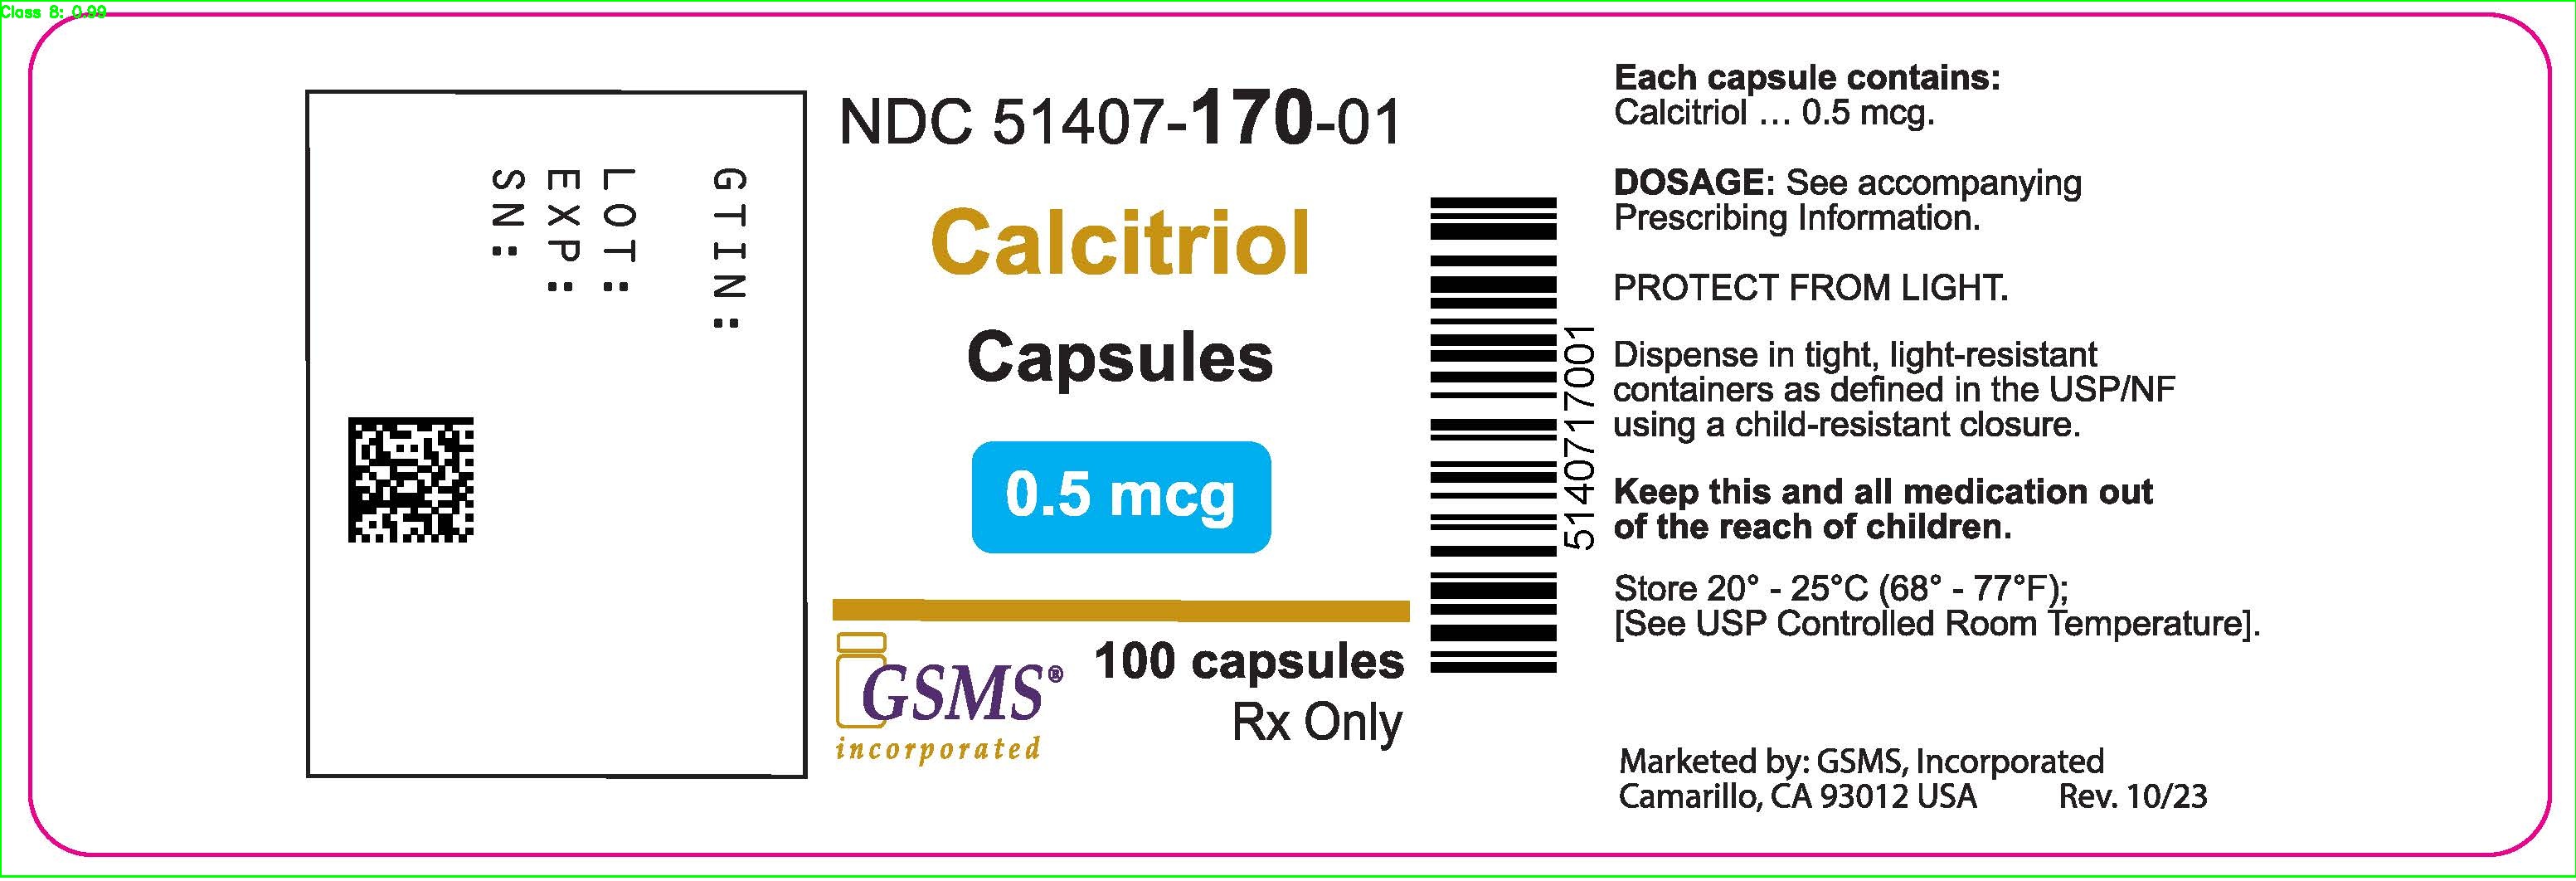 Class 8: 0.99
GTIN:
LOT:
EXP:
SN:
NDC 51407-170-01
Calcitriol
Capsules
0.5 mcg
GSMS®
incorporated
100 capsules
Rx Only
5140717001
Each capsule contains:
Calcitriol ... 0.5 mcg.
DOSAGE: See accompanying
Prescribing Information.
PROTECT FROM LIGHT.
Dispense in tight, light-resistant
containers as defined in the USP/NF
using a child-resistant closure.
Keep this and all medication out
of the reach of children.
Store 20° - 25°C (68° - 77°F);
[See USP Controlled Room Temperature].
Marketed by: GSMS, Incorporated
Camarillo, CA 93012 USA Rev. 10/23